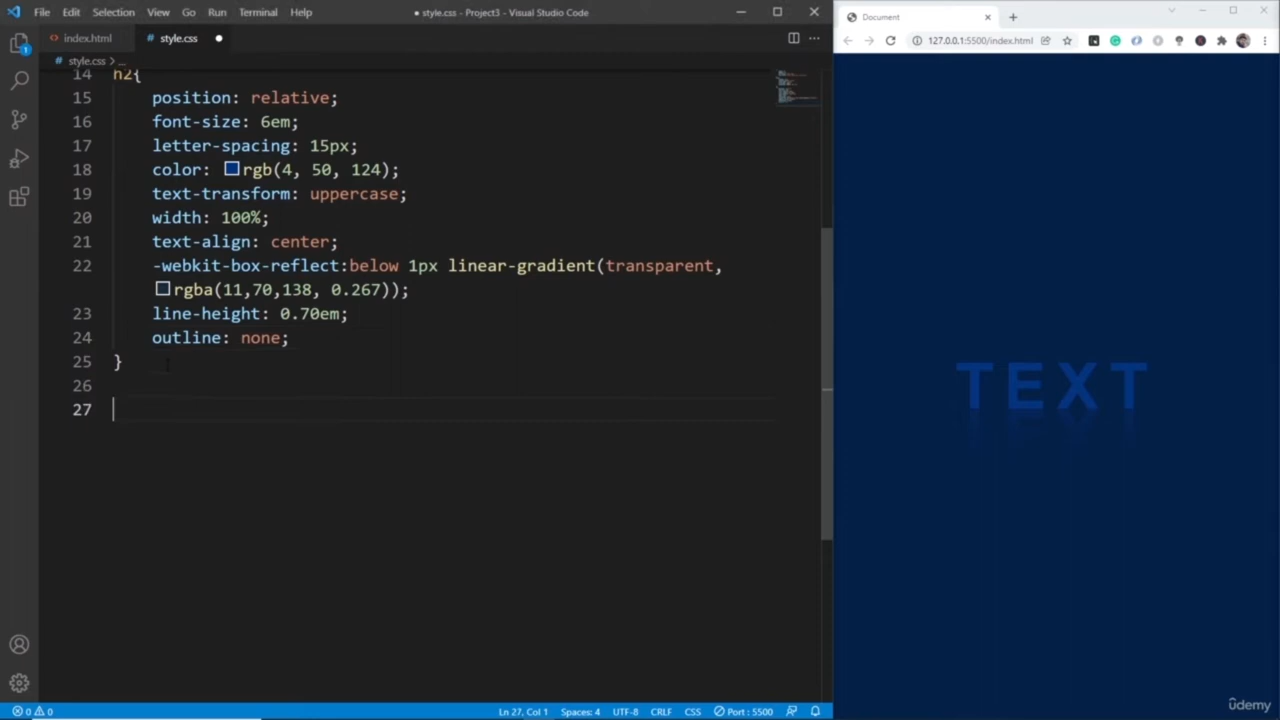 File Edit Selection View Go Run Terminal Help
● style.css - Project3 - Visual Studio Code
index.html
# style.css ●
# style.css > ...
14 h2{
15 position: relative;
16 font-size: 6em;
17 letter-spacing: 15px;
18 color: rgb(4, 50, 124);
19 text-transform: uppercase;
20 width: 100%;
21 text-align: center;
22 -webkit-box-reflect:below 1px linear-gradient(transparent,
rgba(11,70,138, 0.267));
23 line-height: 0.70em;
24 outline: none;
25 }
26
27
1
0 0
Ln 27, Col 1 Spaces: 4 UTF-8 CRLF CSS Port : 5500
Document
127.0.0.1:5500/index.html
TEXT
ûdemy